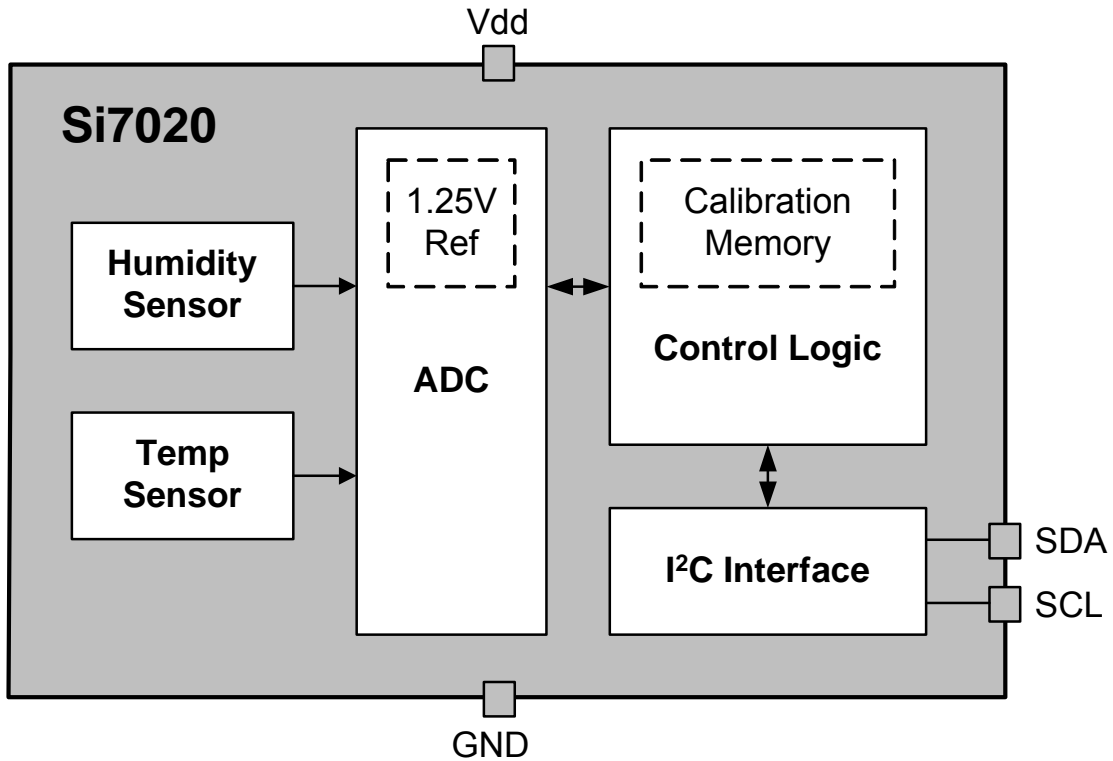 Vdd
Si7020
Humidity
Sensor
Temp
Sensor
1.25V
Ref
ADC
Calibration
Memory
Control Logic
I²C Interface
SDA
SCL
GND